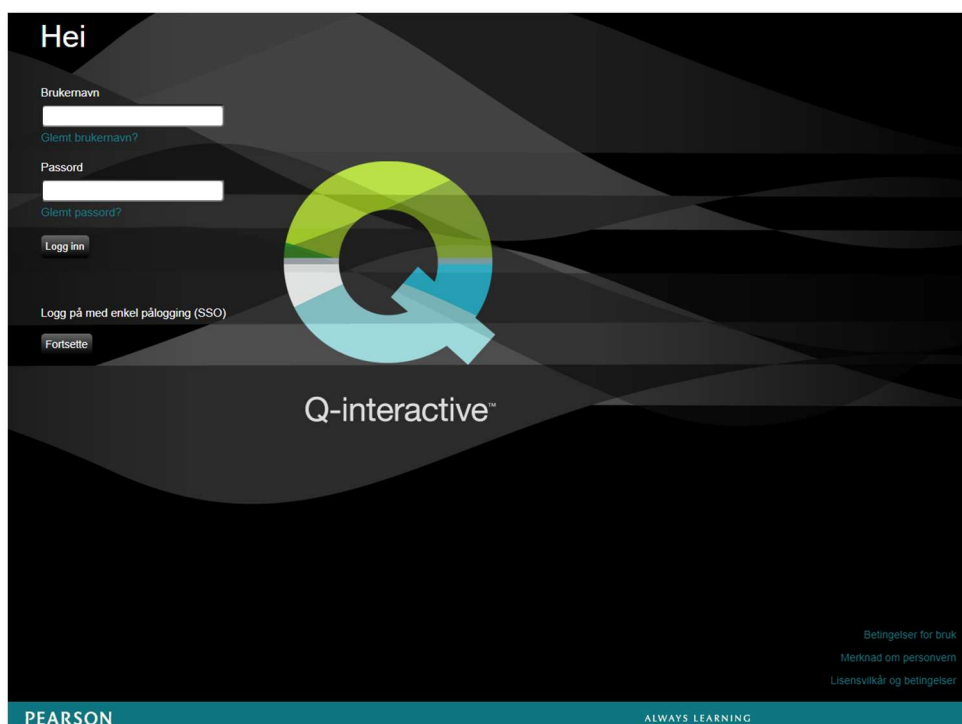 Hei
Brukernavn
Glemt brukernavn?
Passord
Glemt passord?
Logg inn
Logg på med enkel pålogging (SSO)
Fortsette
Q-interactive™
Betingelser for bruk
Merknad om personvern
Lisensvilkår og betingelser
PEARSON
ALWAYS LEARNING